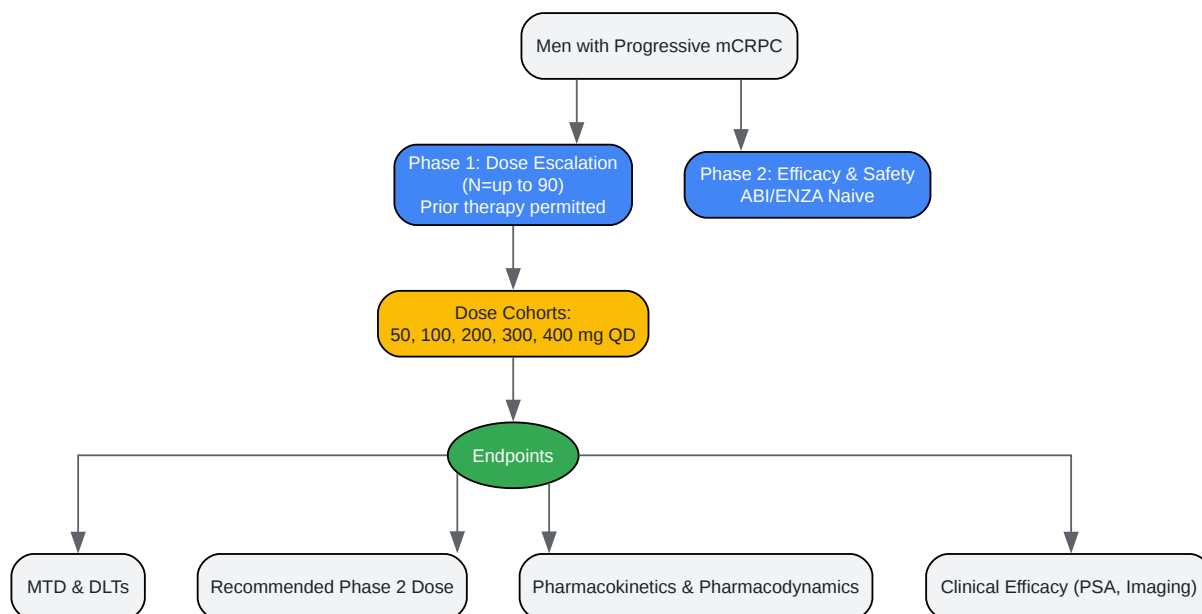 Men with Progressive mCRPC
Phase 1: Dose Escalation
(N=up to 90)
Prior therapy permitted
Phase 2: Efficacy & Safety
ABI/ENZA Naive
Dose Cohorts:
50, 100, 200, 300, 400 mg QD
Endpoints
MTD & DLTs
Recommended Phase 2 Dose
Pharmacokinetics & Pharmacodynamics
Clinical Efficacy (PSA, Imaging)